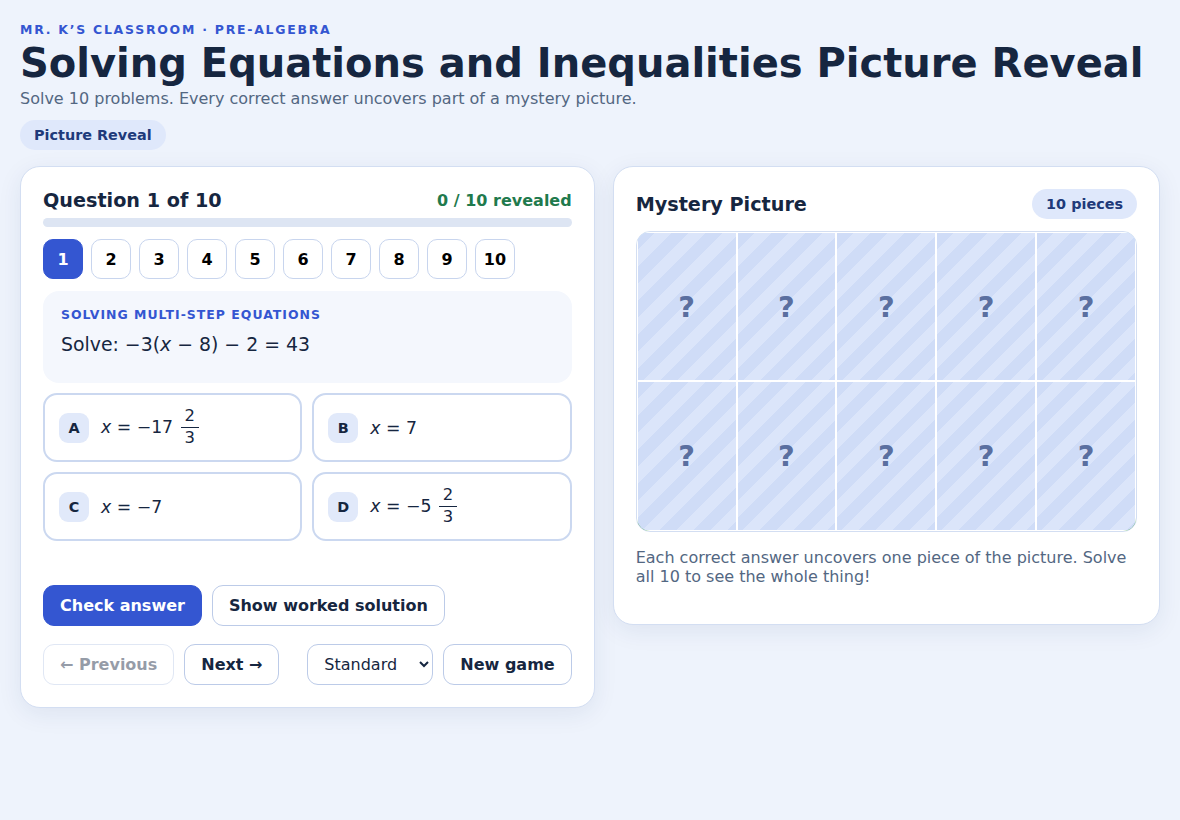 MR. K’S CLASSROOM · PRE-ALGEBRA
Solving Equations and Inequalities Picture Reveal
Solve 10 problems. Every correct answer uncovers part of a mystery picture.
Picture Reveal
Question 1 of 10
0 / 10 revealed
1 2 3 4 5 6 7 8 9 10
SOLVING MULTI-STEP EQUATIONS
Solve: −3(x − 8) − 2 = 43
A x = −17 2/3
B x = 7
C x = −7
D x = −5 2/3
Check answer
Show worked solution
← Previous
Next →
Standard
New game
Mystery Picture
10 pieces
? ? ? ? ?
? ? ? ? ?
Each correct answer uncovers one piece of the picture. Solve
all 10 to see the whole thing!